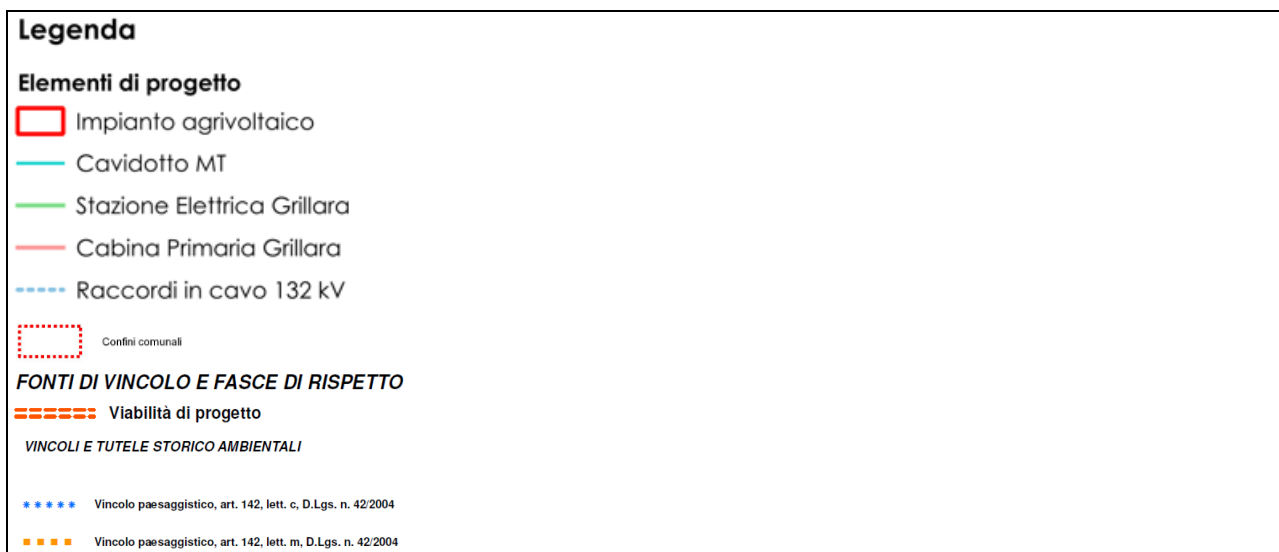 Legenda
Elementi di progetto
Impianto agrivoltaico
Cavidotto MT
Stazione Elettrica Grillara
Cabina Primaria Grillara
Raccordi in cavo 132 kV
Confini comunali
FONTI DI VINCOLO E FASCE DI RISPETTO
Viabilità di progetto
VINCOLI E TUTELE STORICO AMBIENTALI
Vincolo paesaggistico, art. 142, lett. c, D.Lgs. n. 42/2004
Vincolo paesaggistico, art. 142, lett. m, D.Lgs. n. 42/2004